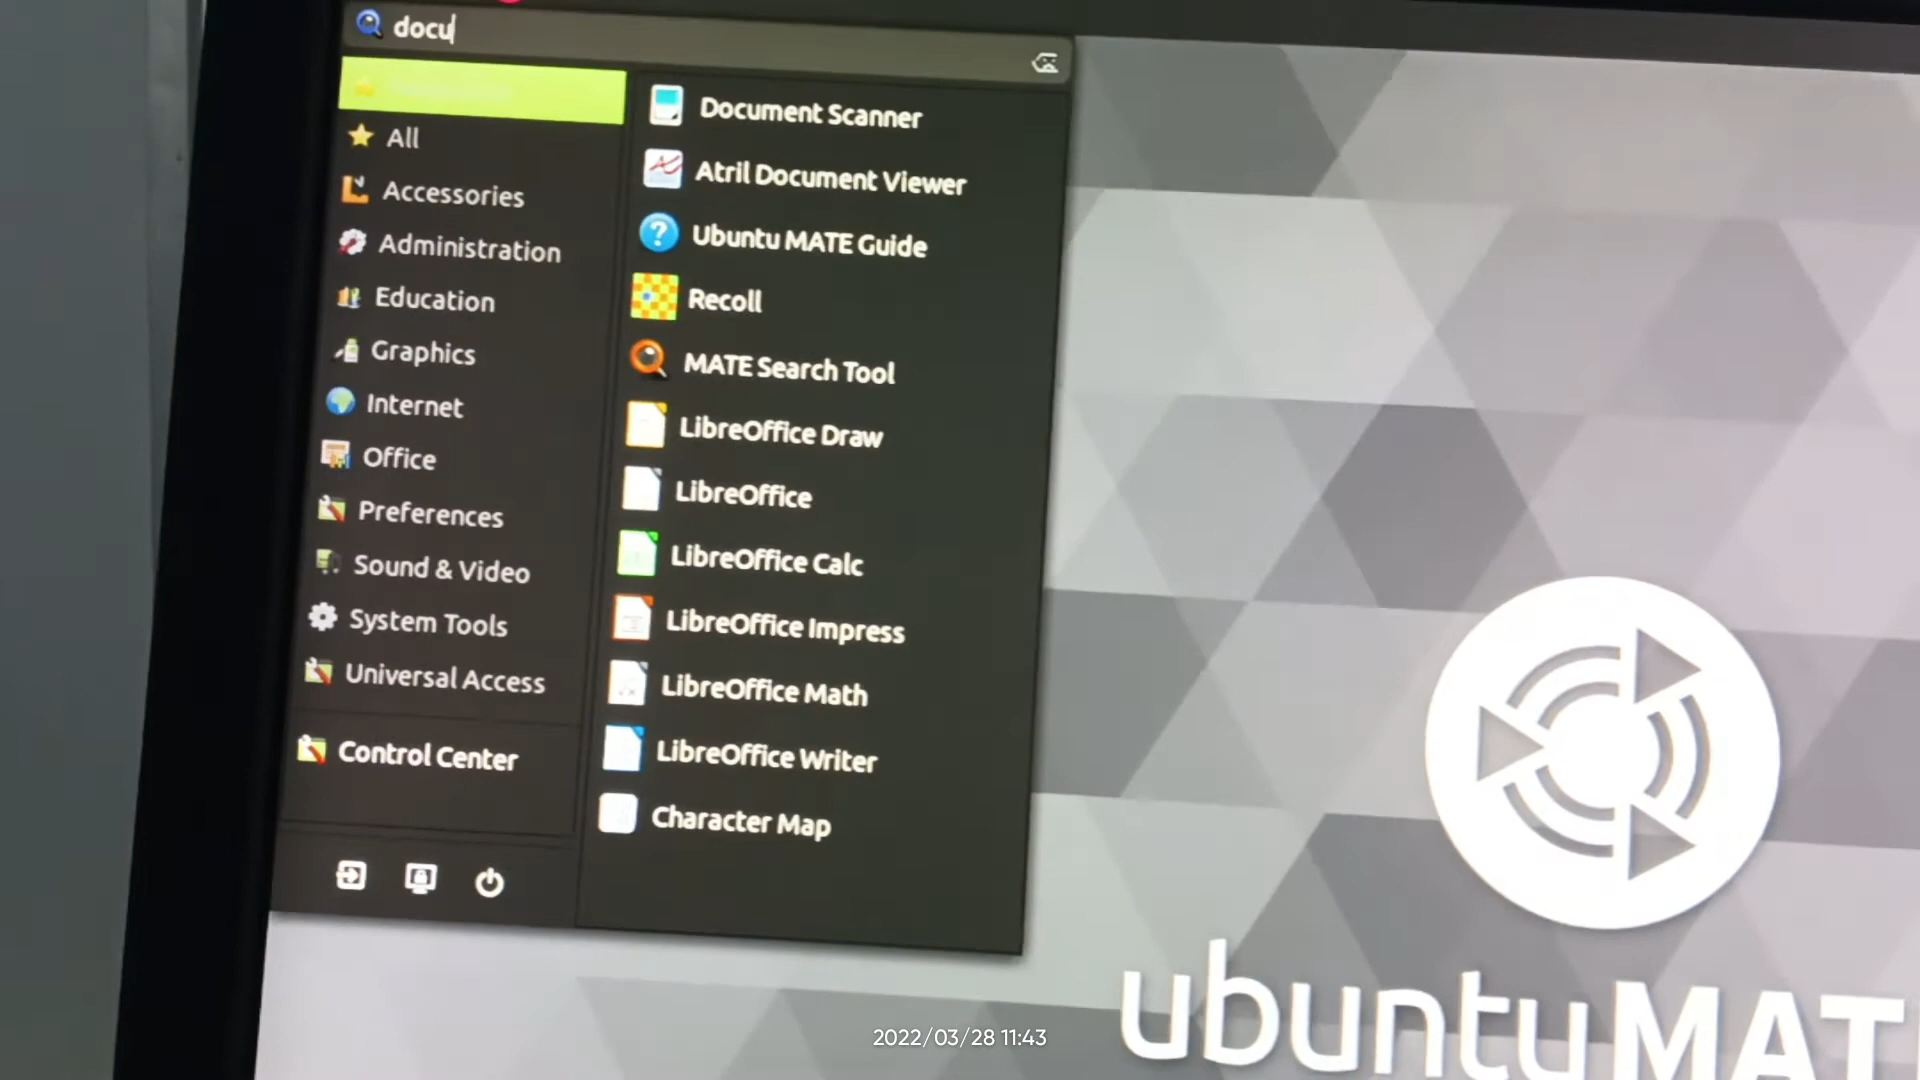 docu
All
Accessories
Administration
Education
Graphics
Internet
Office
Preferences
Sound & Video
System Tools
Universal Access
Control Center
Document Scanner
Atril Document Viewer
Ubuntu MATE Guide
Recoll
MATE Search Tool
LibreOffice Draw
LibreOffice
LibreOffice Calc
LibreOffice Impress
LibreOffice Math
LibreOffice Writer
Character Map
ubuntu MAT
2022/03/28 11:43